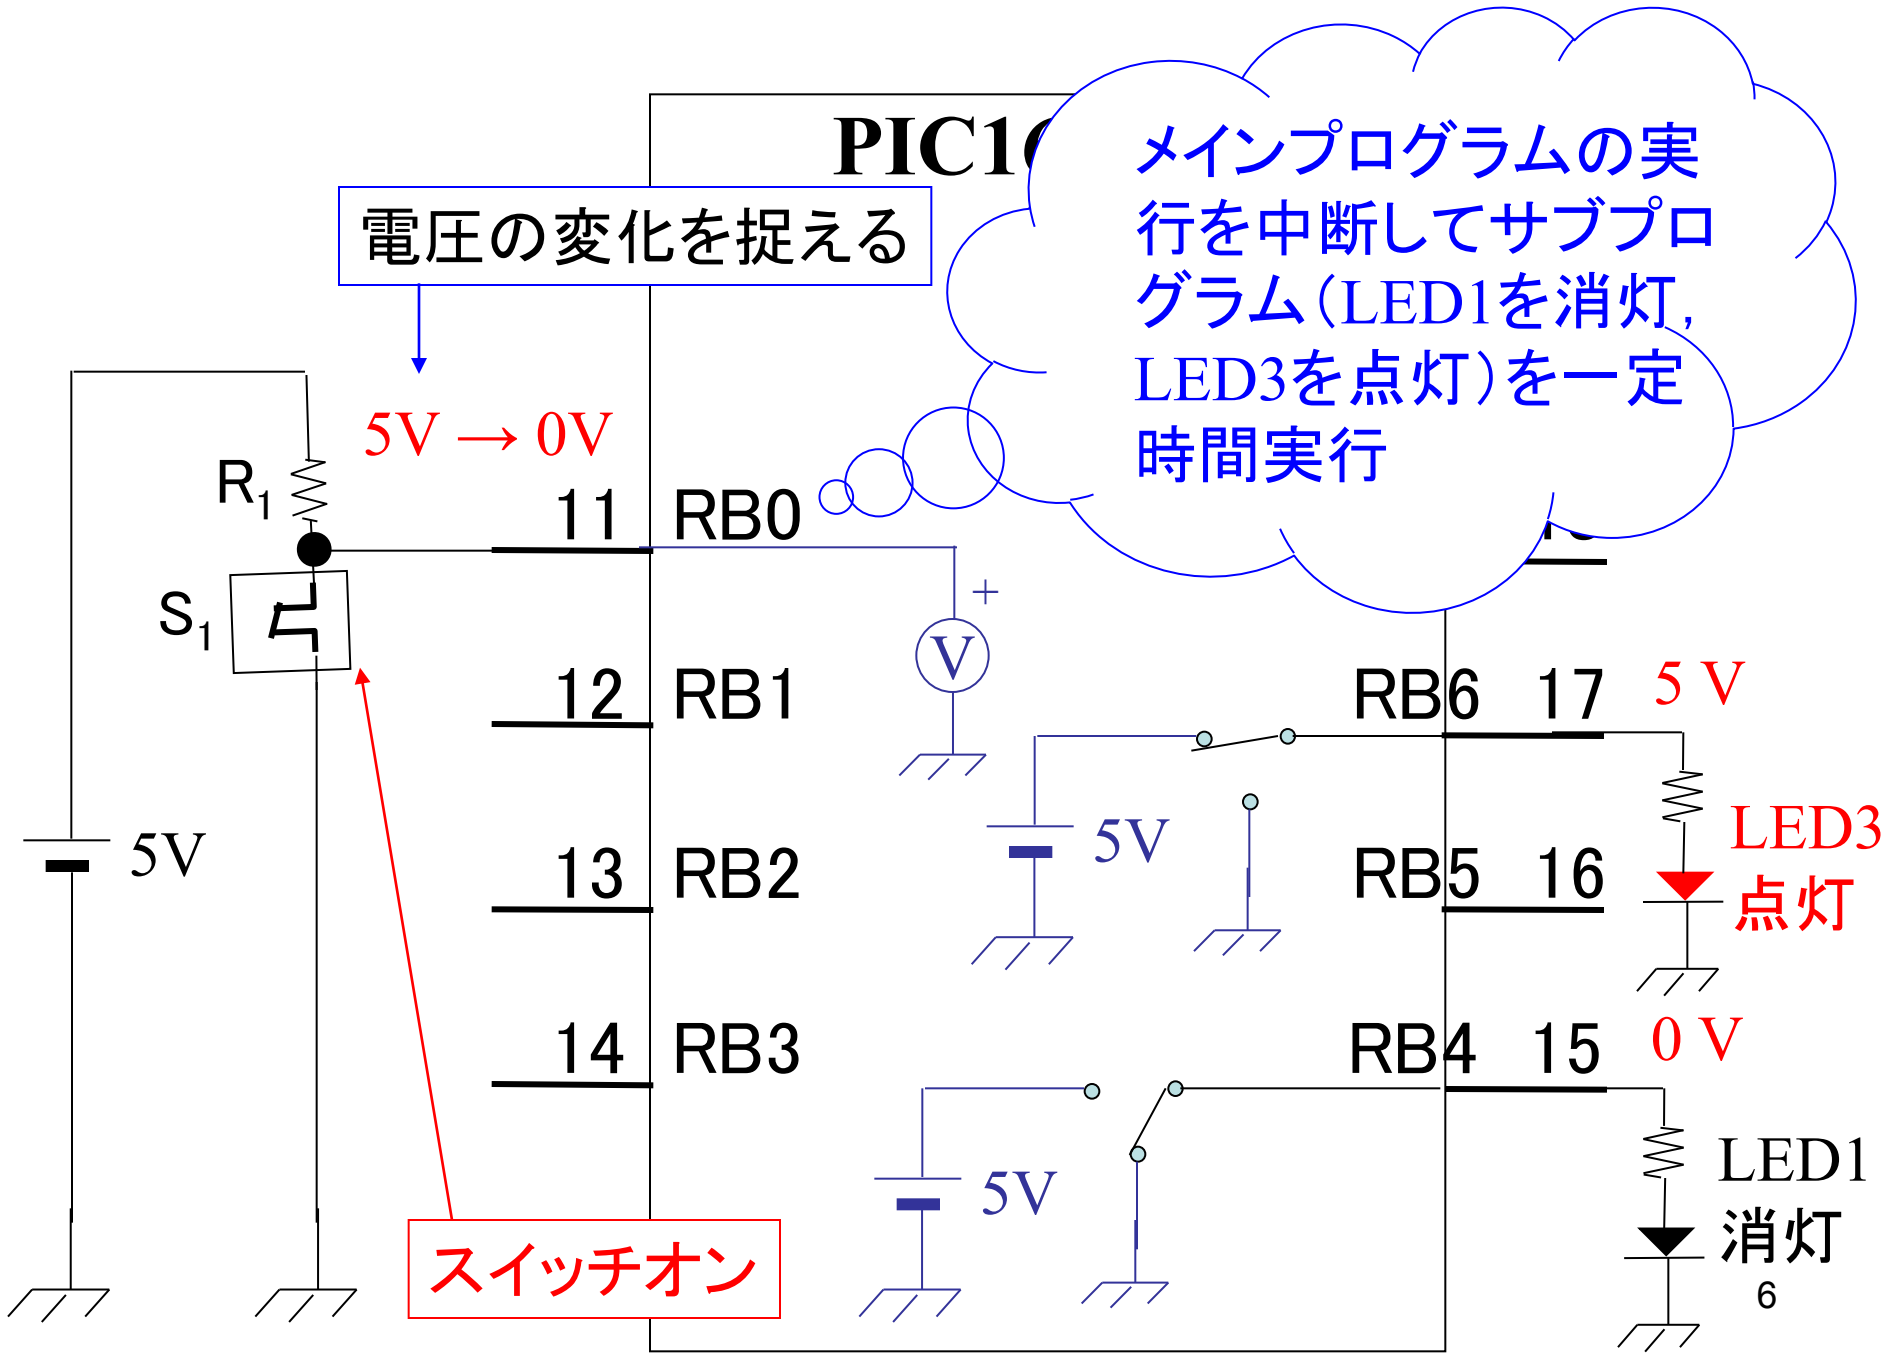 PIC16
電圧の変化を捉える
メインプログラムの実
行を中断してサブプロ
グラム（LED1を消灯,
LED3を点灯）を一定
時間実行
5V → 0V
R1
S1
5V
11 RB0
12 RB1
13 RB2
14 RB3
+
V
RB6 17
5 V
5V
RB5 16
LED3
点灯
RB4 15
0 V
5V
LED1
消灯
スイッチオン
6